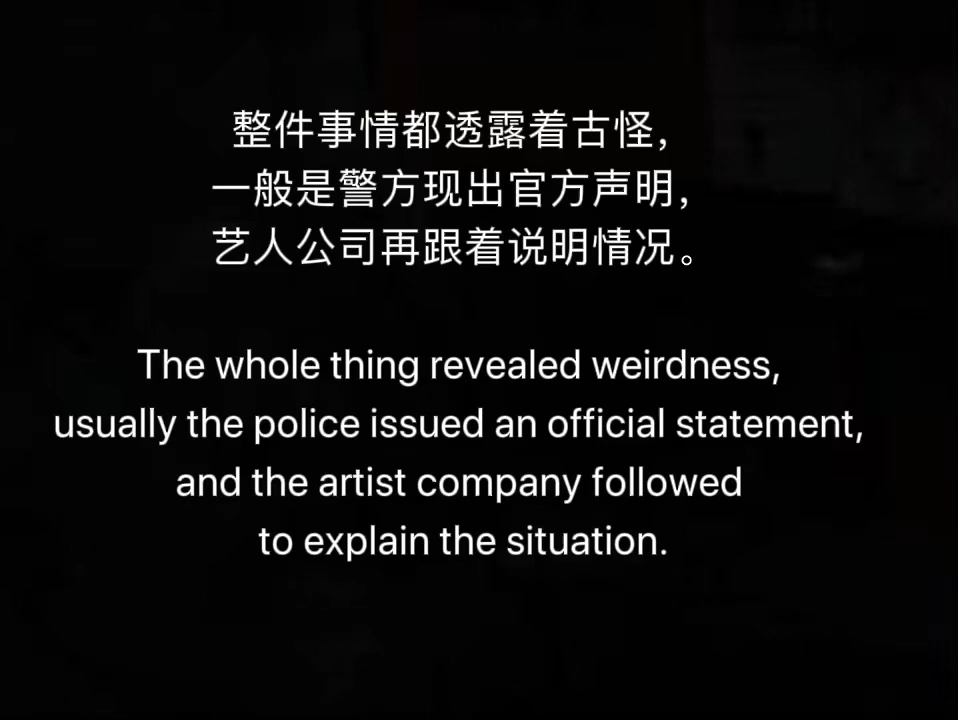 整件事情都透露着古怪，
一般是警方现出官方声明，
艺人公司再跟着说明情况。
The whole thing revealed weirdness,
usually the police issued an official statement,
and the artist company followed
to explain the situation.